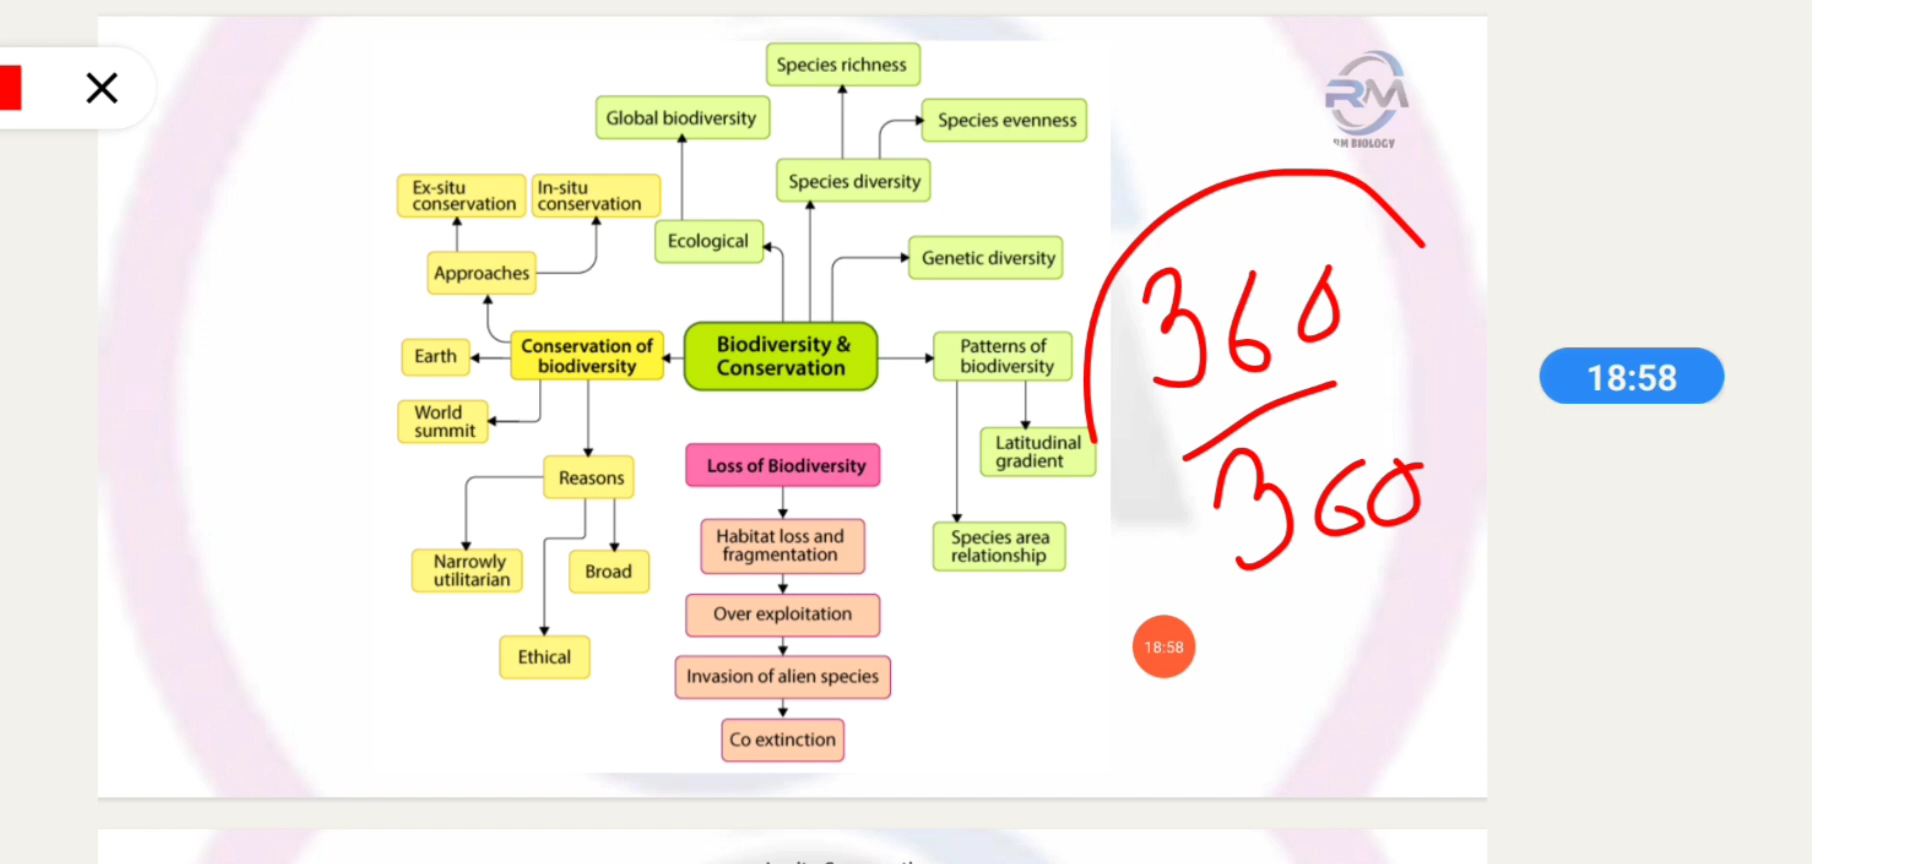 Species richness
Global biodiversity
Species evenness
RM
RM BIOLOGY
Species diversity
Ex-situ
conservation
In-situ
conservation
Ecological
Genetic diversity
Approaches
Earth
Conservation of
biodiversity
Biodiversity &
Conservation
Patterns of
biodiversity
360
360
18:58
World
summit
Latitudinal
gradient
Loss of Biodiversity
Reasons
Habitat loss and
fragmentation
Species area
relationship
Narrowly
utilitarian
Broad
Over exploitation
18:58
Ethical
Invasion of alien species
Co extinction